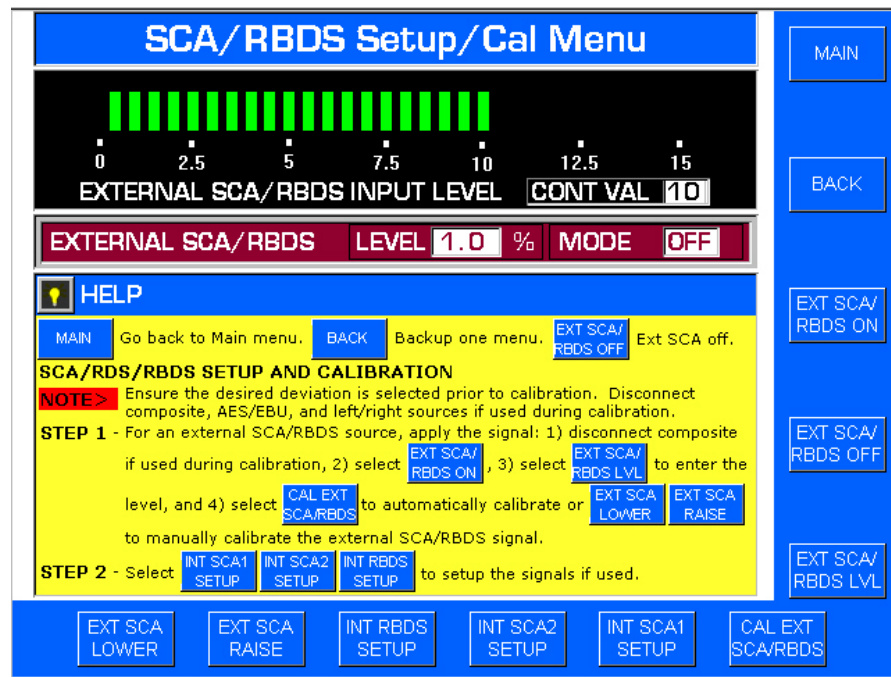 SCA/RBDS Setup/Cal Menu
0 2.5 5 7.5 10 12.5 15
EXTERNAL SCA/RBDS INPUT LEVEL CONT VAL 10
EXTERNAL SCA/RBDS LEVEL 1.0 % MODE OFF
HELP
MAIN Go back to Main menu. BACK Backup one menu. EXT SCA/ RBDS OFF Ext SCA off.
SCA/RDS/RBDS SETUP AND CALIBRATION
NOTE> Ensure the desired deviation is selected prior to calibration. Disconnect
composite, AES/EBU, and left/right sources if used during calibration.
STEP 1 - For an external SCA/RBDS source, apply the signal: 1) disconnect composite
if used during calibration, 2) select EXT SCA/ RBDS ON , 3) select EXT SCA/ RBDS LVL to enter the
level, and 4) select CAL EXT SCA/RBDS to automatically calibrate or EXT SCA LOWER EXT SCA RAISE
to manually calibrate the external SCA/RBDS signal.
STEP 2 - Select INT SCA1 SETUP INT SCA2 SETUP INT RBDS SETUP to setup the signals if used.
MAIN
BACK
EXT SCA/
RBDS ON
EXT SCA/
RBDS OFF
EXT SCA/
RBDS LVL
EXT SCA
LOWER
EXT SCA
RAISE
INT RBDS
SETUP
INT SCA2
SETUP
INT SCA1
SETUP
CAL EXT
SCA/RBDS